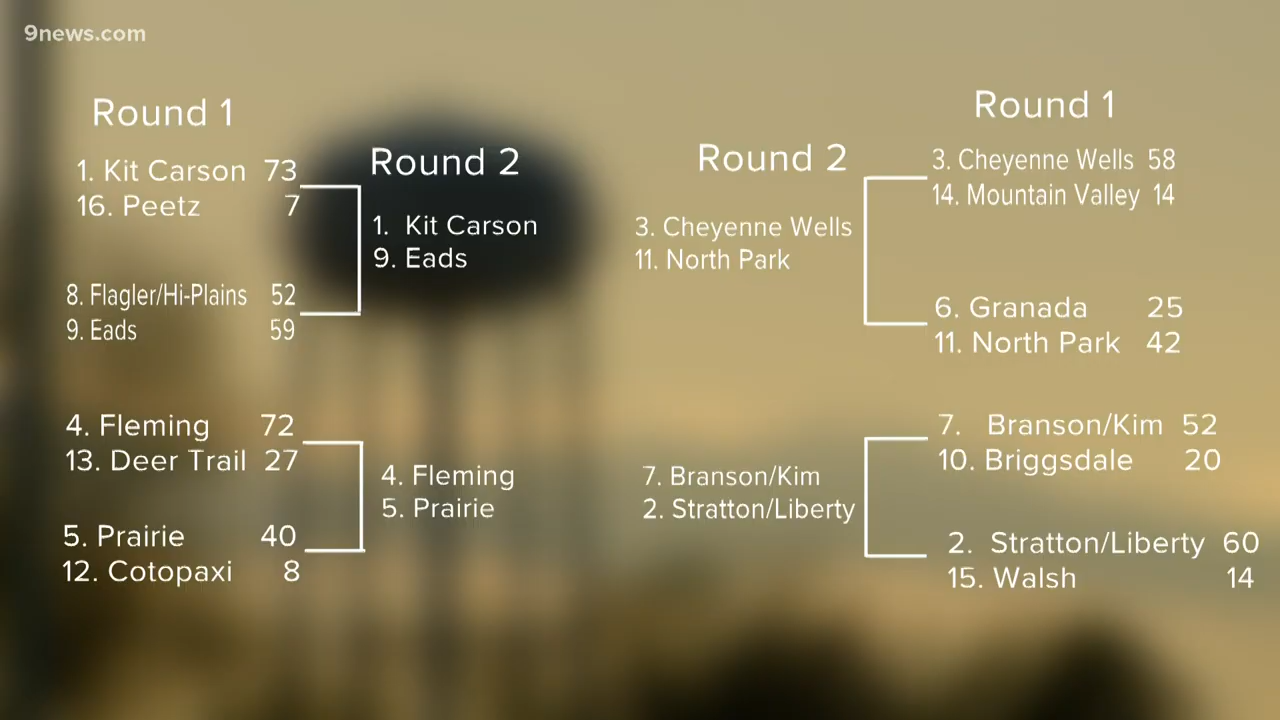 9news.com
Round 1
1. Kit Carson 73
16. Peetz 7
8. Flagler/Hi-Plains 52
9. Eads 59
4. Fleming 72
13. Deer Trail 27
5. Prairie 40
12. Cotopaxi 8
Round 2
1. Kit Carson
9. Eads
4. Fleming
5. Prairie
Round 2
3. Cheyenne Wells
11. North Park
7. Branson/Kim
2. Stratton/Liberty
Round 1
3. Cheyenne Wells 58
14. Mountain Valley 14
6. Granada 25
11. North Park 42
7. Branson/Kim 52
10. Briggsdale 20
2. Stratton/Liberty 60
15. Walsh 14